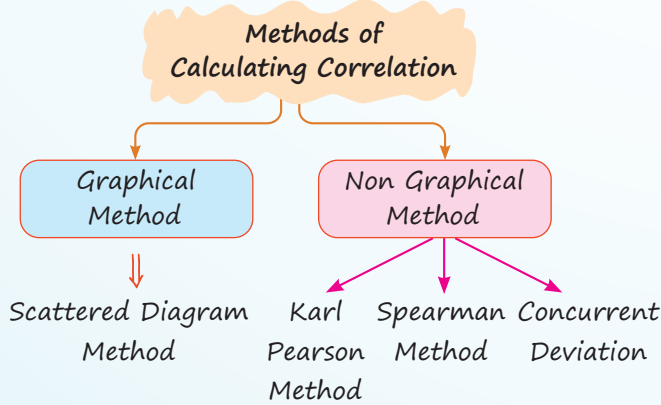 Methods of
Calculating Correlation
Graphical
Method
Non Graphical
Method
Scattered Diagram
Method
Karl
Pearson
Method
Spearman
Method
Concurrent
Deviation